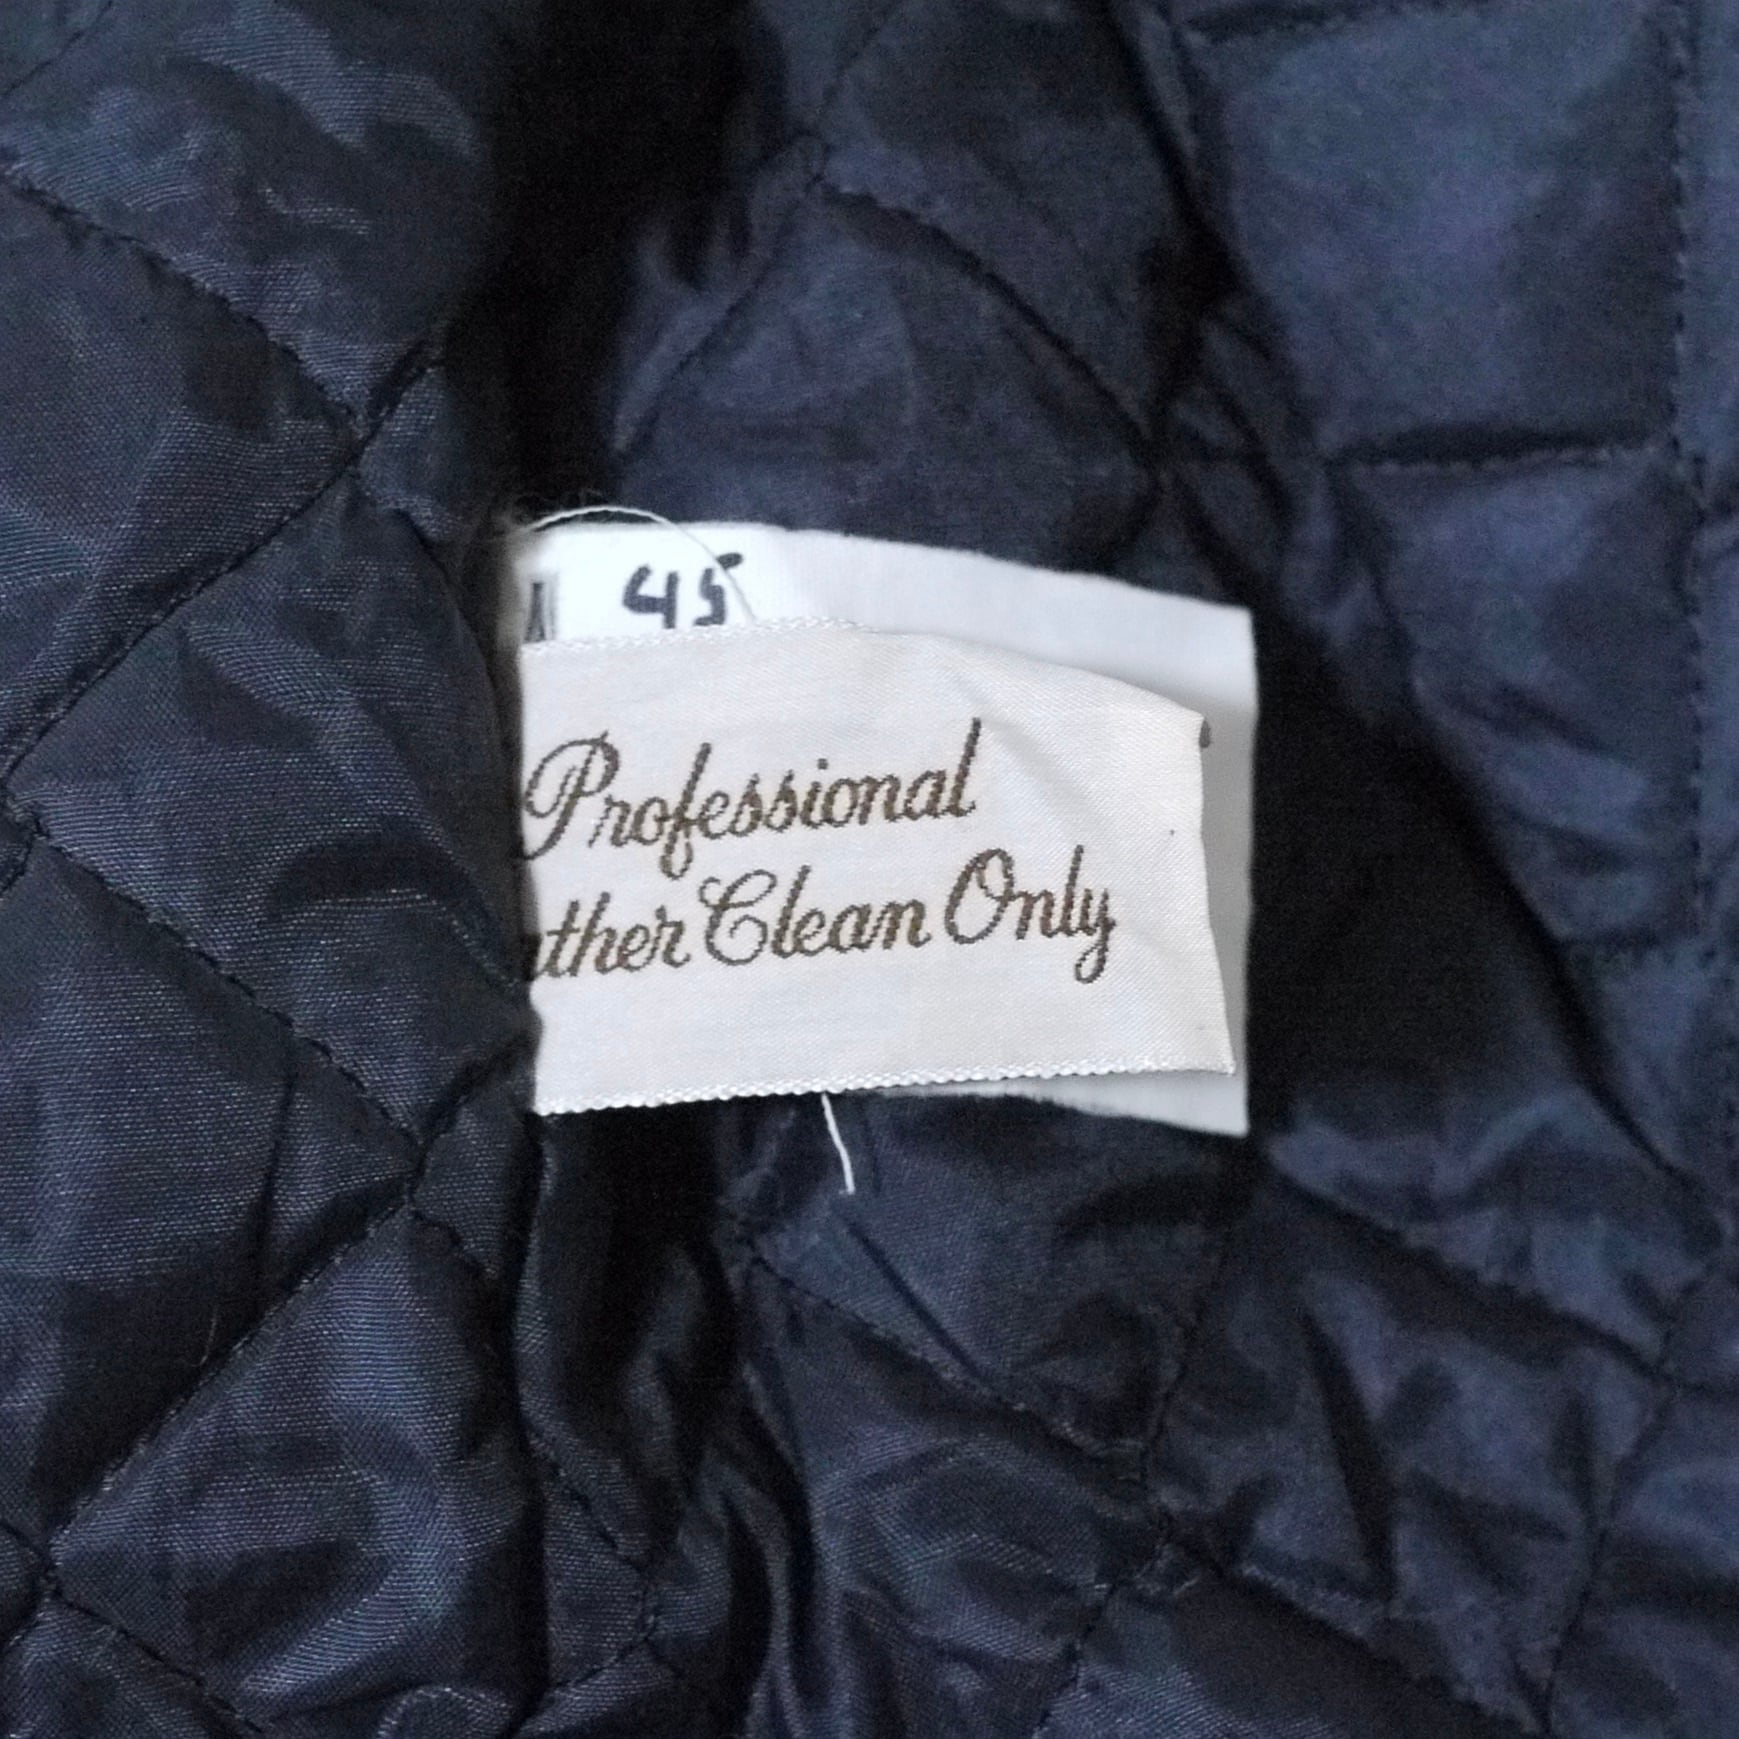 45
Professional
ather Clean Only